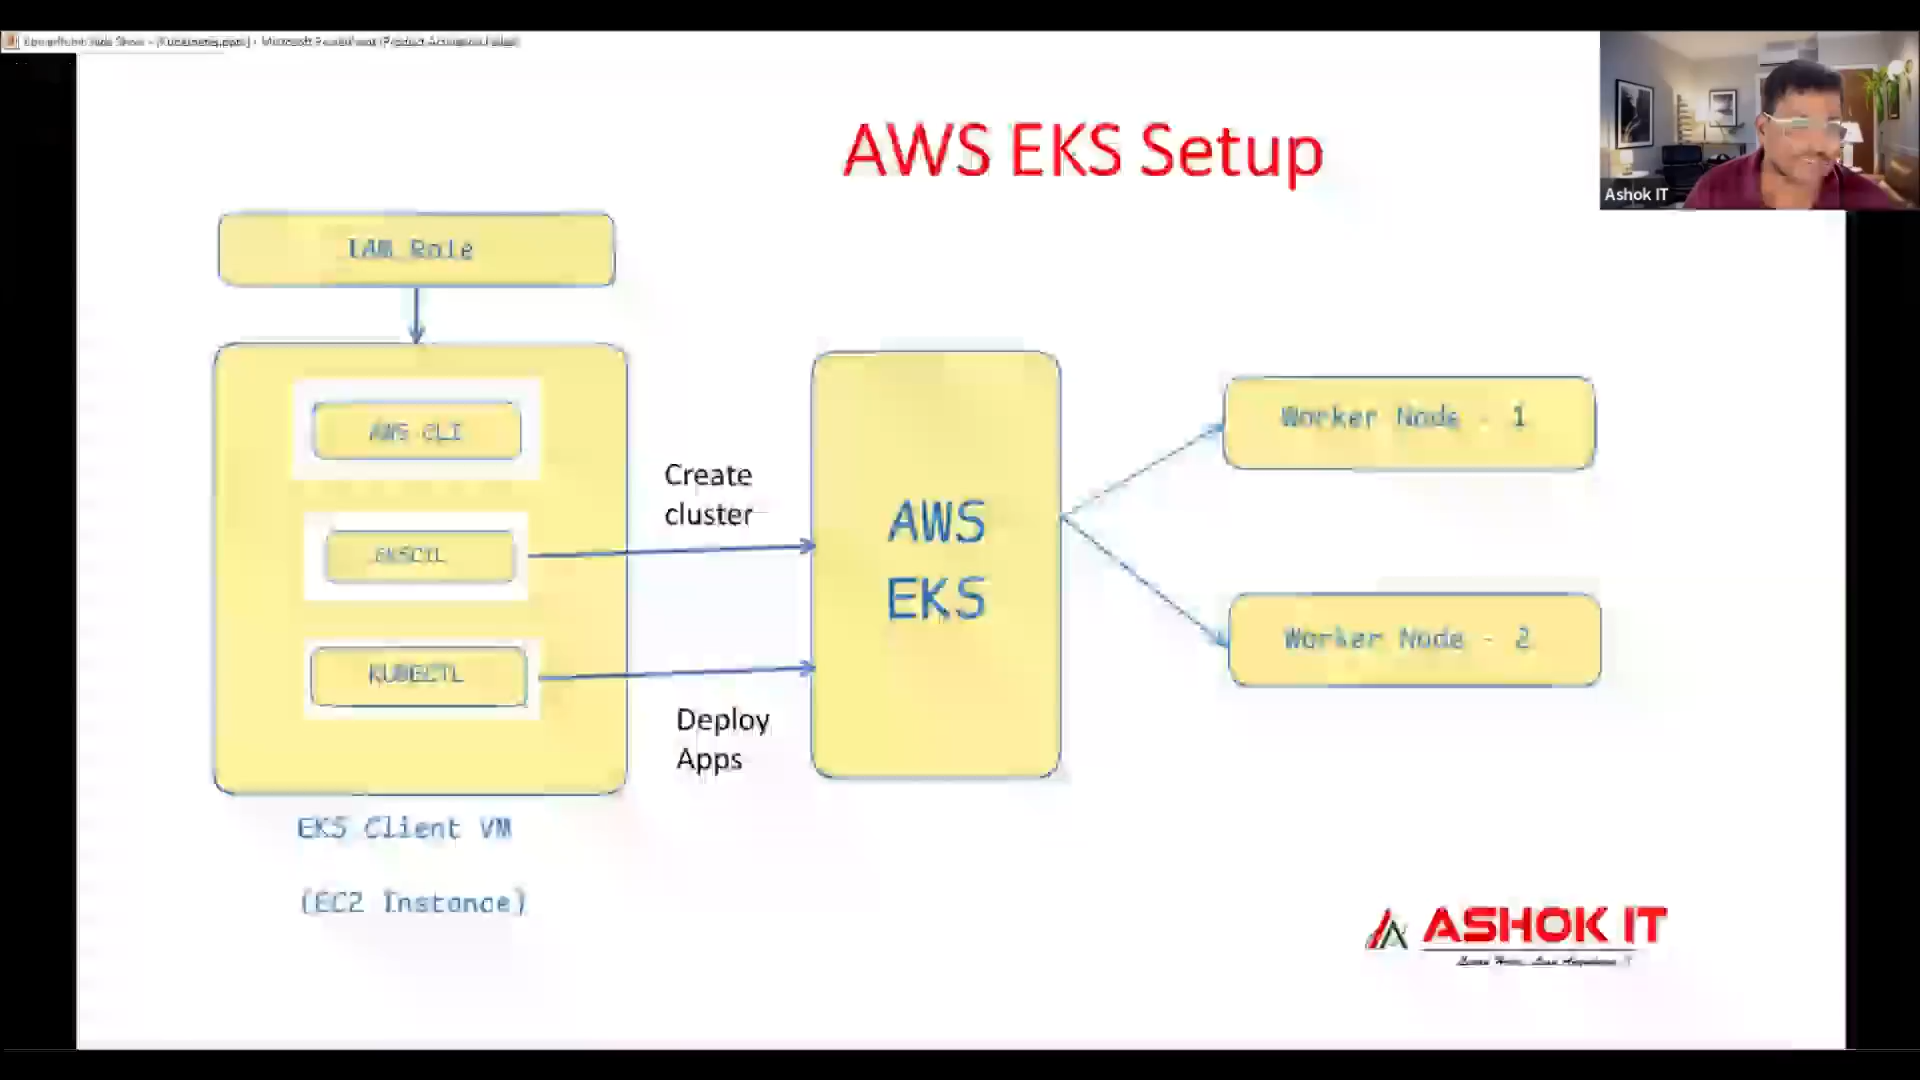 AWS EKS Setup
Ashok IT
IAM Role
AWS CLI
EKSCTL
KUBECTL
Create
cluster
Deploy
Apps
AWS
EKS
Worker Node - 1
Worker Node - 2
EKS Client VM
(EC2 Instance)
ASHOK IT